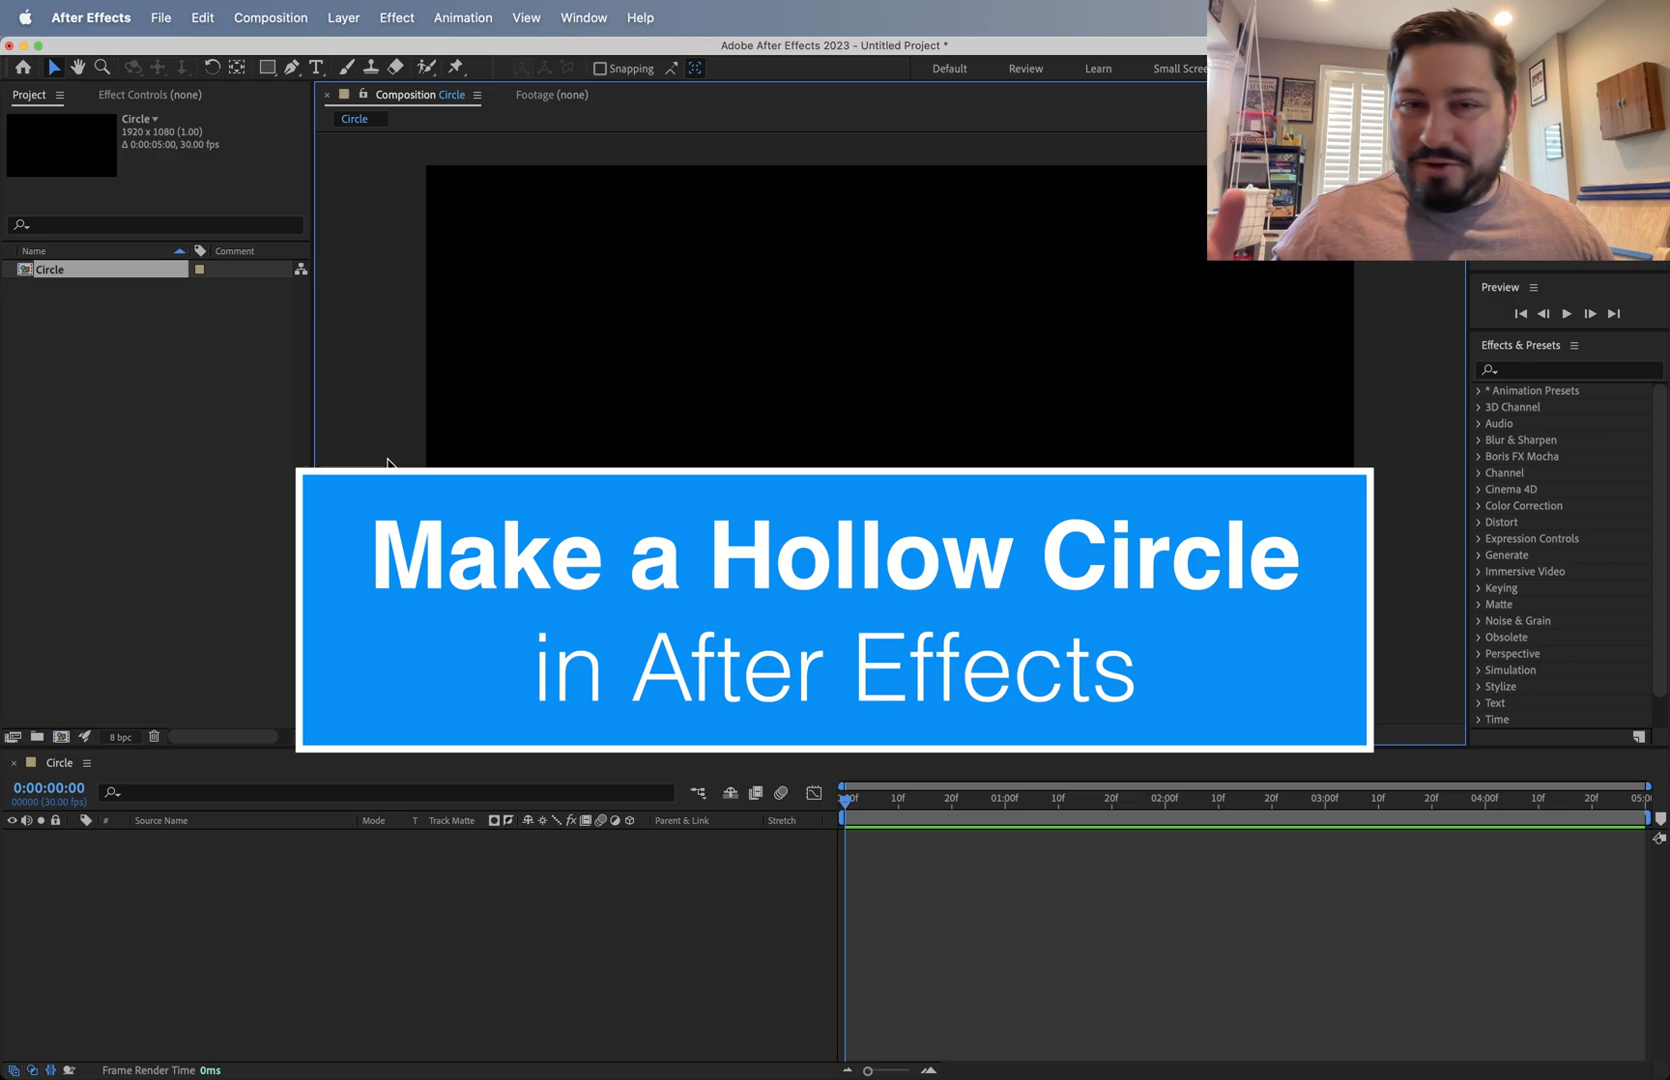 After Effects File Edit Composition Layer Effect Animation View Window Help
Adobe After Effects 2023 - Untitled Project *
Snapping Default Review Learn Small Scree
Project Effect Controls (none) Composition Circle Footage (none)
Circle
Circle
1920 x 1080 (1.00)
Δ 0:00:05:00, 30.00 fps
Name Comment
Circle
Preview
Effects & Presets
* Animation Presets
3D Channel
Audio
Blur & Sharpen
Boris FX Mocha
Channel
Cinema 4D
Color Correction
Distort
Expression Controls
Generate
Immersive Video
Keying
Matte
Noise & Grain
Obsolete
Perspective
Simulation
Stylize
Text
Time
Make a Hollow Circle
in After Effects
8 bpc
Circle
0:00:00:00
00000 (30.00 fps)
10f 20f 01:00f 10f 20f 02:00f 10f 20f 03:00f 10f 20f 04:00f 10f 20f 05:00
# Source Name Mode T Track Matte fx Parent & Link Stretch
Frame Render Time 0ms